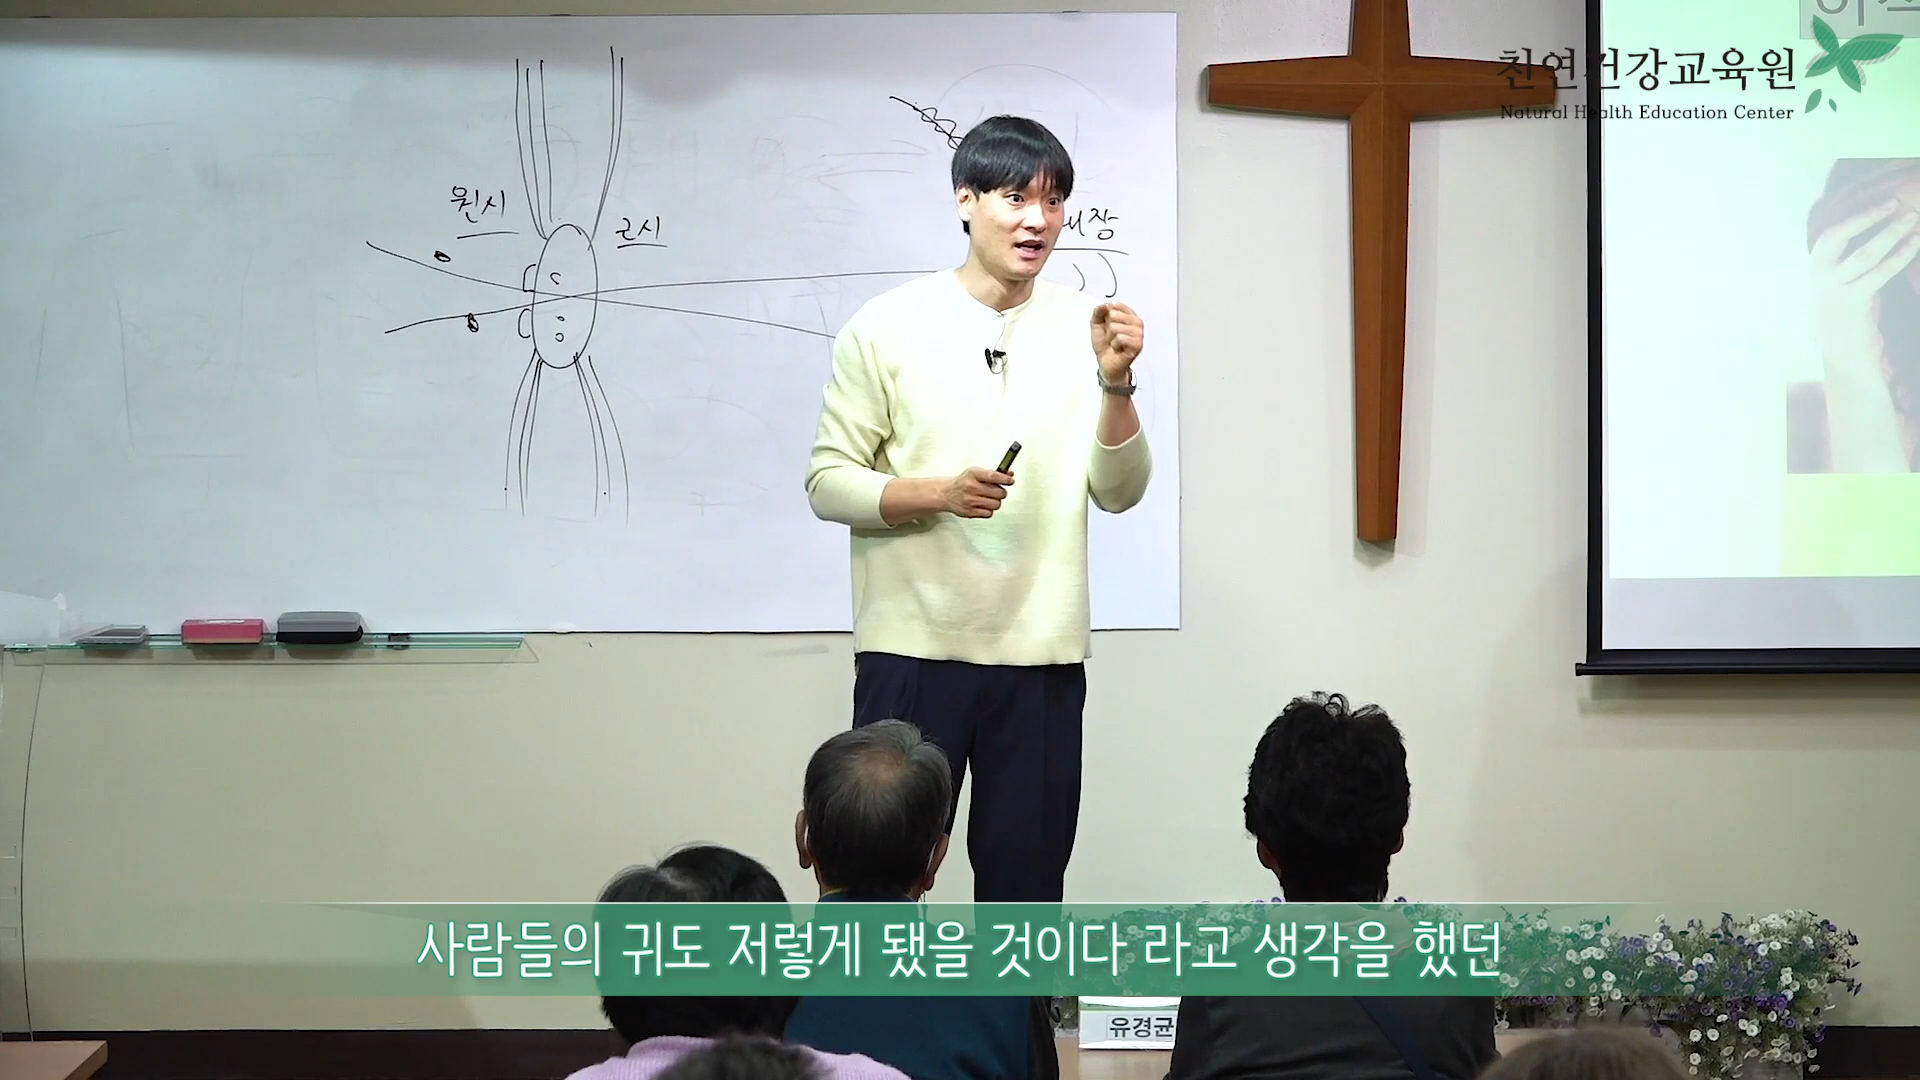 천연건강교육원
Natural Health Education Center
원시
근시
내장
사람들의 귀도 저렇게 됐을 것이다 라고 생각을 했던
유경균